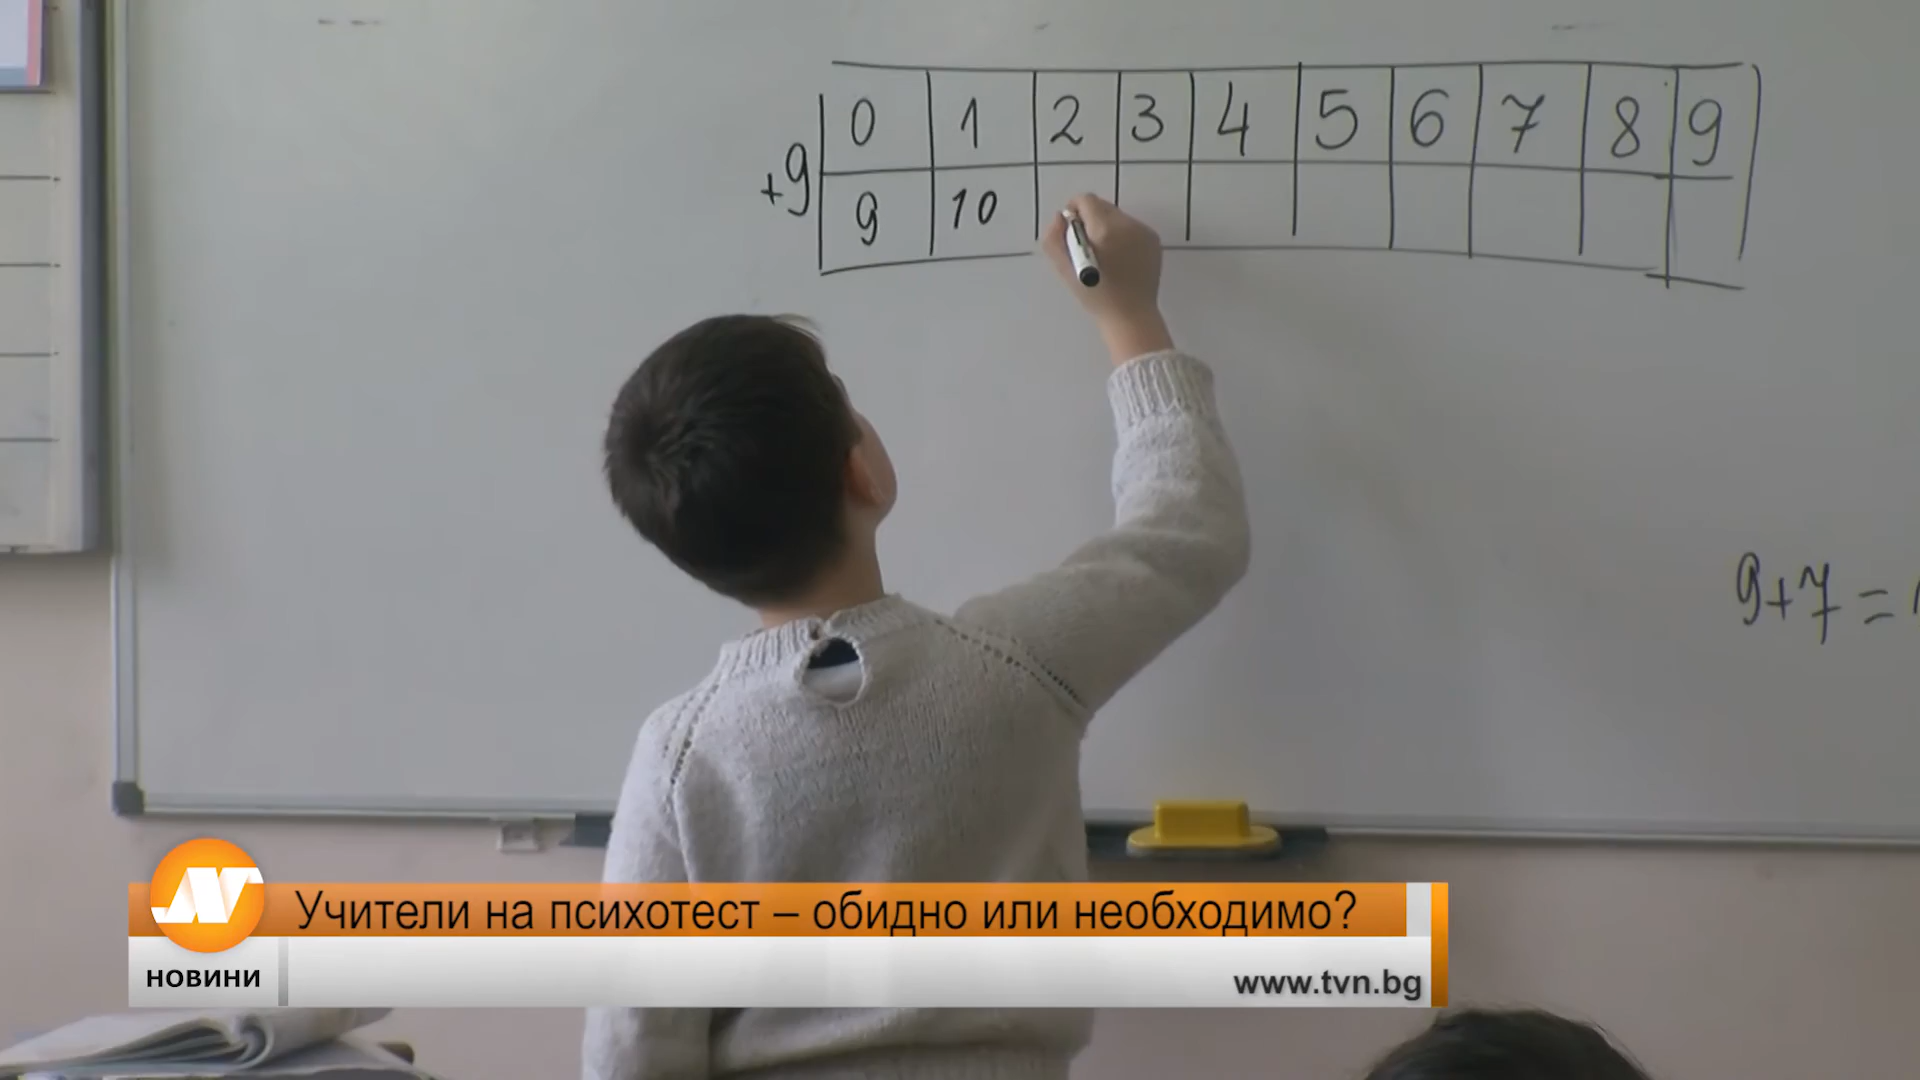 0 1 2 3 4 5 6 7 8 9
+9
9 10
9+7=
Учители на психотест – обидно или необходимо?
НОВИНИ
www.tvn.bg